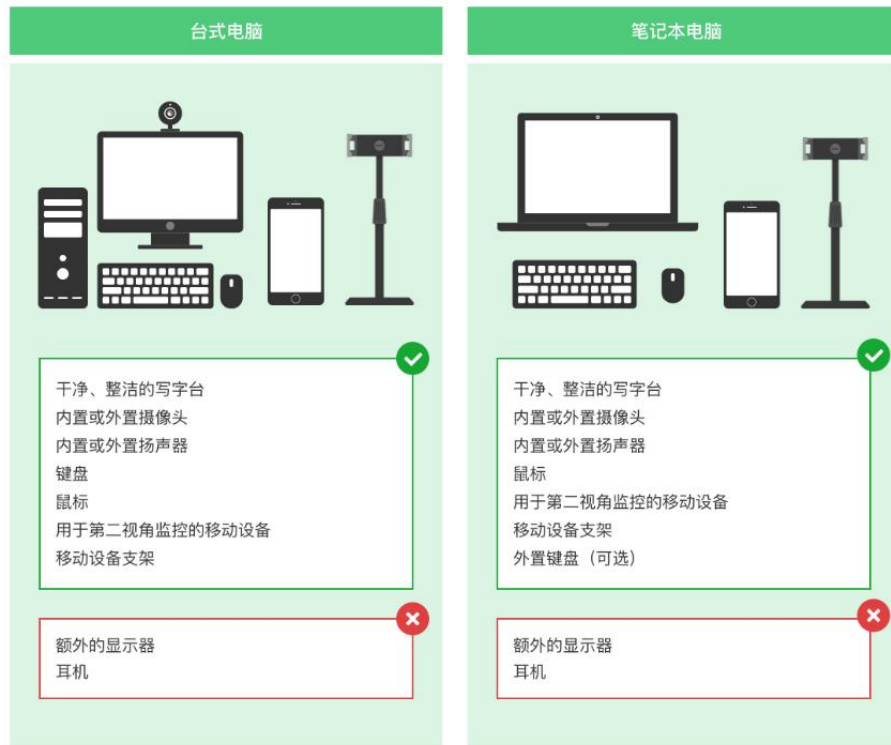 台式电脑
干净、整洁的写字台
内置或外置摄像头
内置或外置扬声器
键盘
鼠标
用于第二视角监控的移动设备
移动设备支架
额外的显示器
耳机
笔记本电脑
干净、整洁的写字台
内置或外置摄像头
内置或外置扬声器
鼠标
用于第二视角监控的移动设备
移动设备支架
外置键盘（可选）
额外的显示器
耳机